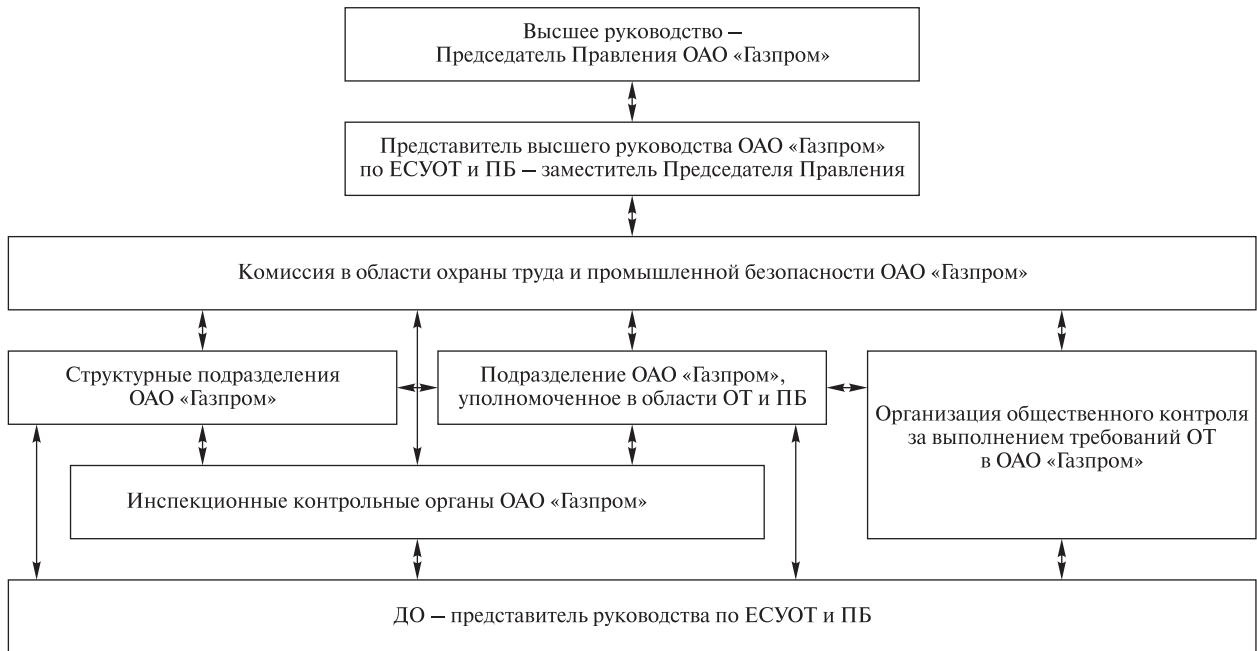 Высшее руководство —
Председатель Правления ОАО «Газпром»
Представитель высшего руководства ОАО «Газпром»
по ЕСУОТ и ПБ — заместитель Председателя Правления
Комиссия в области охраны труда и промышленной безопасности ОАО «Газпром»
Структурные подразделения
ОАО «Газпром»
Подразделение ОАО «Газпром»,
уполномоченное в области ОТ и ПБ
Организация общественного контроля
за выполнением требований ОТ
в ОАО «Газпром»
Инспекционные контрольные органы ОАО «Газпром»
ДО — представитель руководства по ЕСУОТ и ПБ